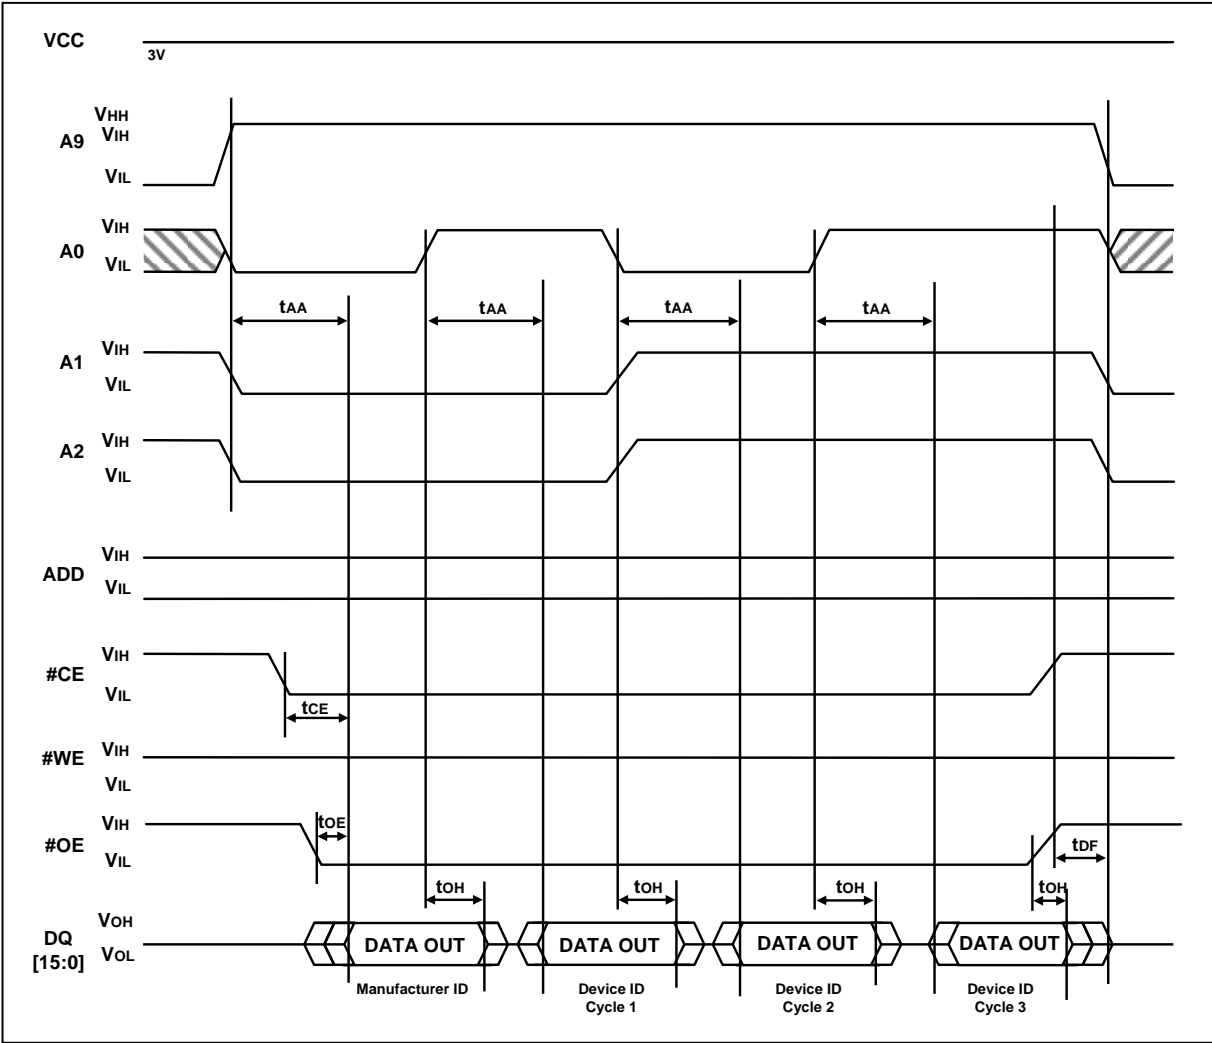 VCC
3V
VHH
A9 VIH
VIL
VIH
A0
VIL
tAA tAA tAA tAA
VIH
A1
VIL
VIH
A2
VIL
VIH
ADD
VIL
VIH
#CE
VIL
tCE
VIH
#WE
VIL
VIH tOE
#OE
VIL tDF
tOH tOH tOH tOH
VOH
DQ DATA OUT DATA OUT DATA OUT DATA OUT
[15:0] VOL
Manufacturer ID Device ID Device ID Device ID
Cycle 1 Cycle 2 Cycle 3